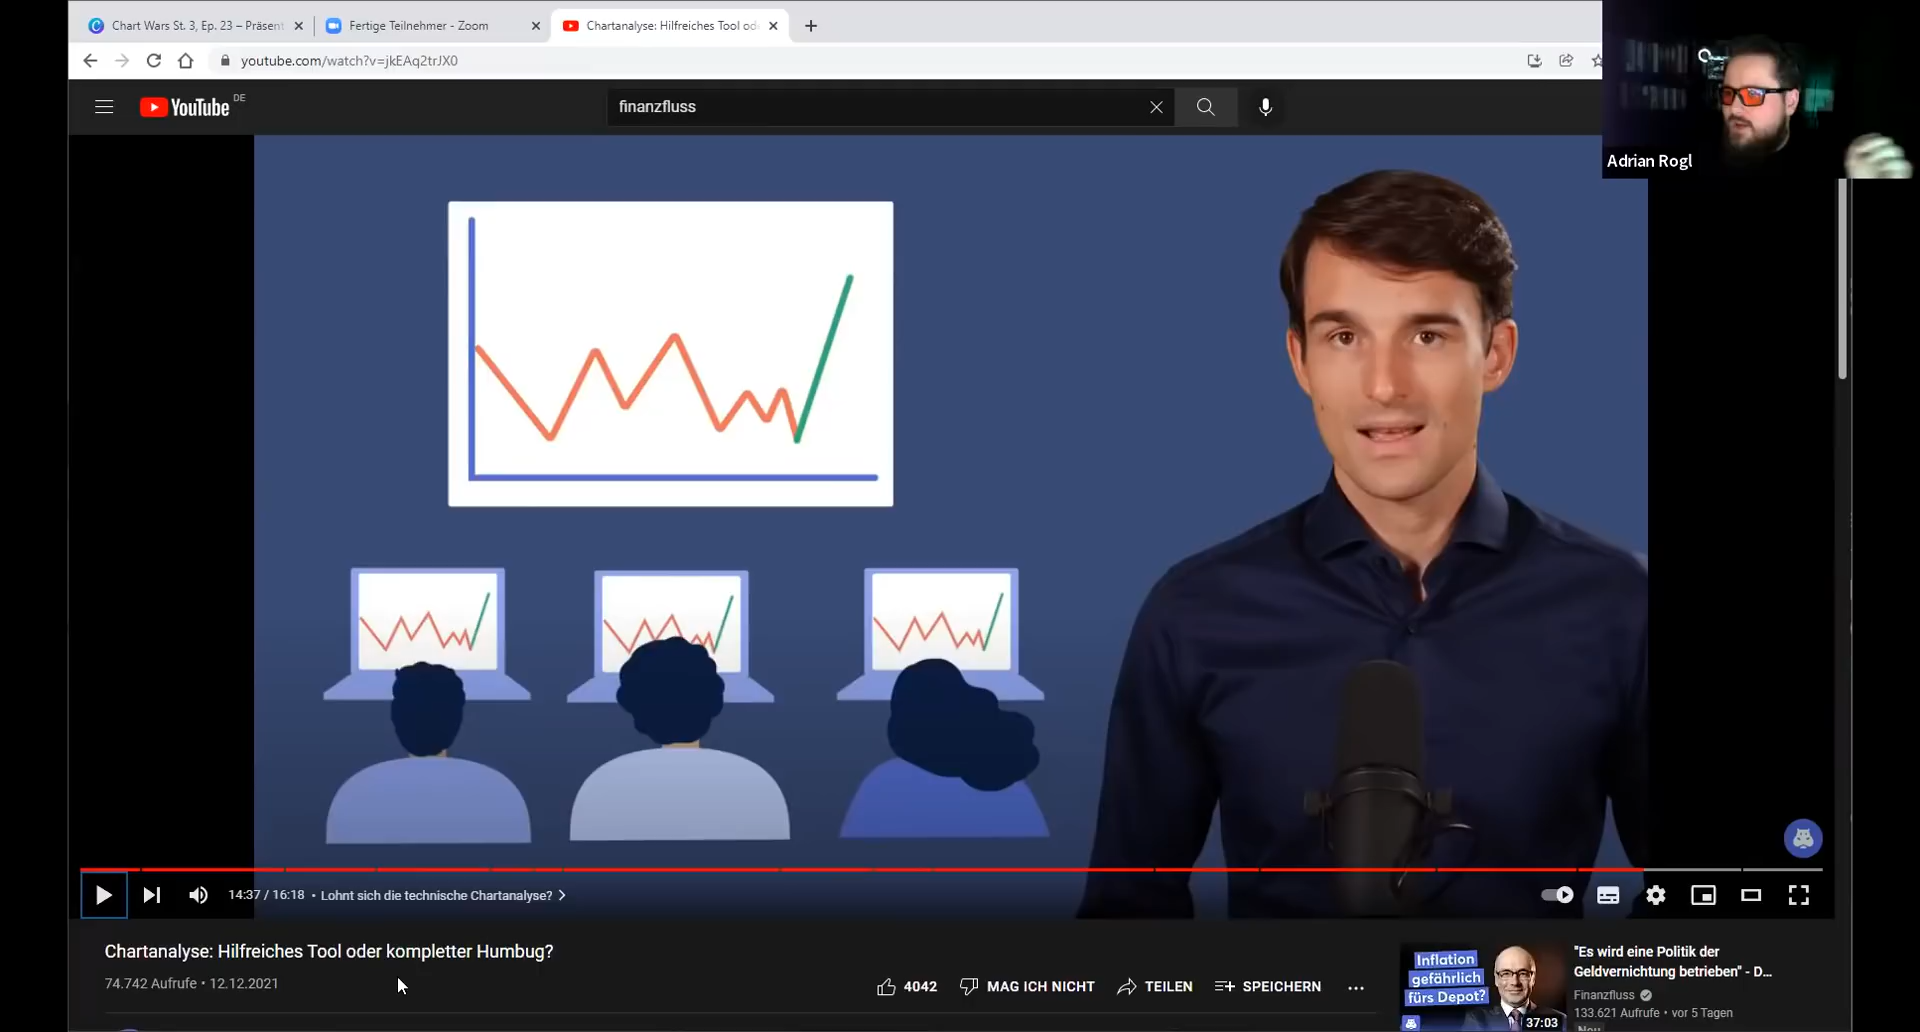 Chart Wars St. 3, Ep. 23 – Präsent
Fertige Teilnehmer - Zoom
Chartanalyse: Hilfreiches Tool od
youtube.com/watch?v=jkEAq2trJX0
YouTube DE
finanzfluss
Adrian Rogl
14:37 / 16:18 • Lohnt sich die technische Chartanalyse?
Chartanalyse: Hilfreiches Tool oder kompletter Humbug?
74.742 Aufrufe • 12.12.2021
4042
MAG ICH NICHT
TEILEN
SPEICHERN
Inflation
gefährlich
fürs Depot?
37:03
"Es wird eine Politik der
Geldvernichtung betrieben" - D...
Finanzfluss
133.621 Aufrufe • vor 5 Tagen
Neu